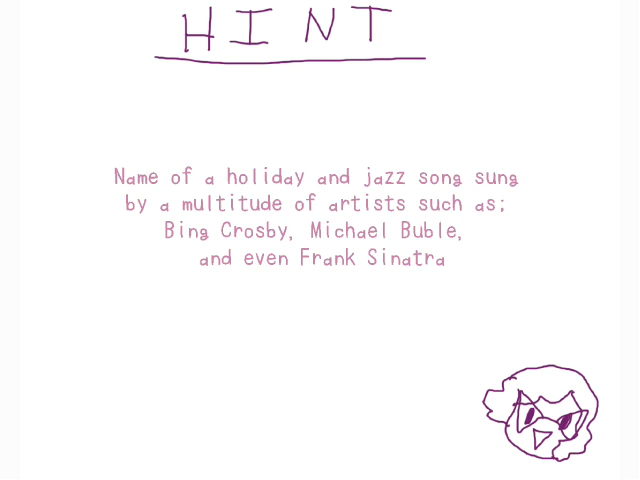 HINT
Name of a holiday and jazz song sung
by a multitude of artists such as;
Bing Crosby, Michael Buble,
and even Frank Sinatra